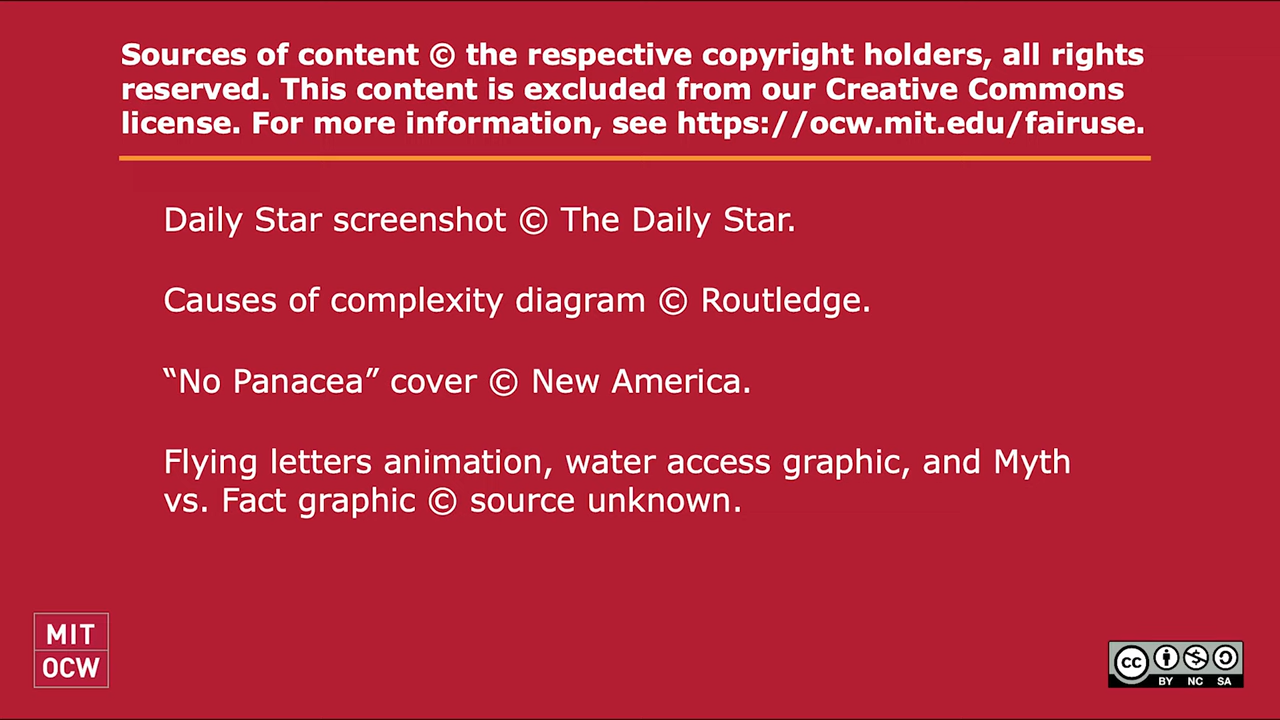 Sources of content © the respective copyright holders, all rights
reserved. This content is excluded from our Creative Commons
license. For more information, see https://ocw.mit.edu/fairuse.
Daily Star screenshot © The Daily Star.
Causes of complexity diagram © Routledge.
“No Panacea” cover © New America.
Flying letters animation, water access graphic, and Myth
vs. Fact graphic © source unknown.
MIT
OCW
cc
BY NC SA